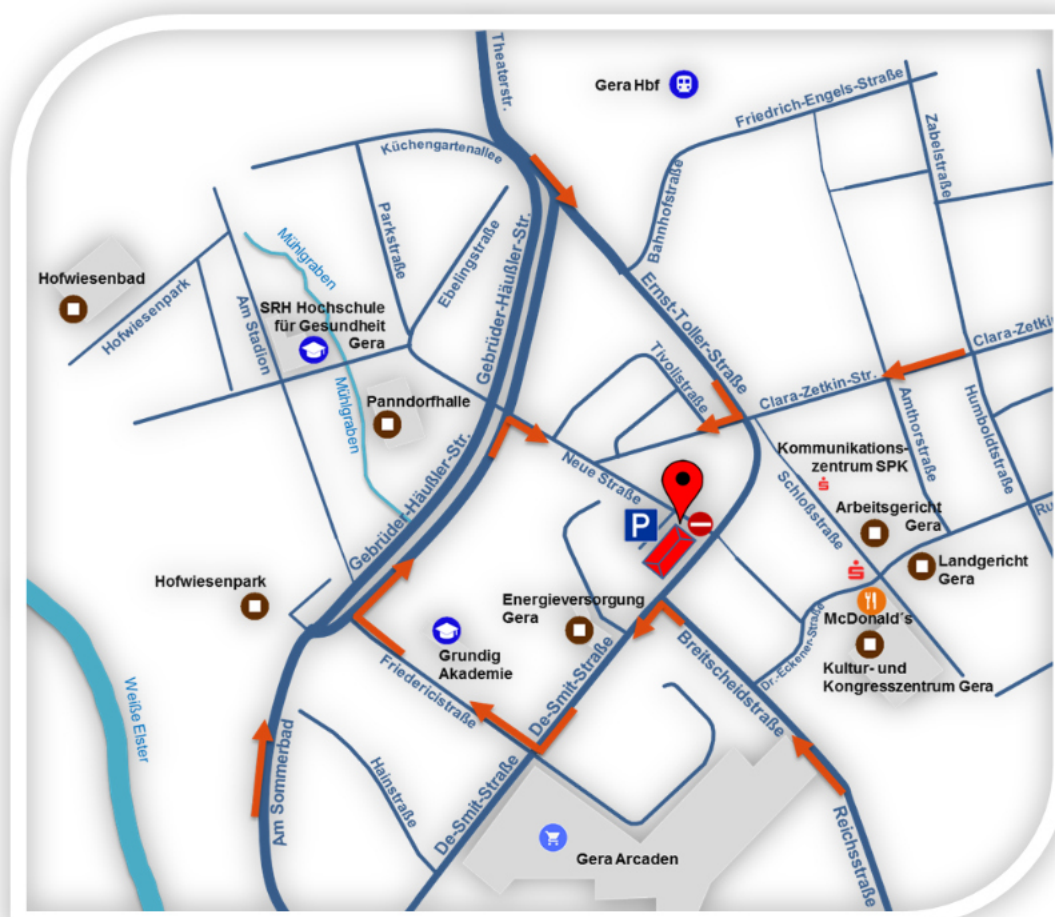 Theaterstr.
Gera Hbf
Friedrich-Engels-Straße
Zabelstraße
Küchengartenallee
Bahnhofstraße
Parkstraße
Ebelingstraße
Gebrüder-Häußler-Str.
Mühlgraben
Hofwiesenbad
Hofwiesenpark
Am Stadion
SRH Hochschule
für Gesundheit
Gera
Ernst-Toller-Straße
Tivolistraße
Clara-Zetkin-Str.
Clara-Zetkin
Mühlgraben
Panndorfhalle
Amthorstraße
Humboldtstraße
Gebrüder-Häußler-Str.
Neue Straße
Kommunikations-
zentrum SPK
Schloßstraße
P
Arbeitsgericht
Gera
Ru
Landgericht
Gera
Hofwiesenpark
Energieversorgung
Gera
McDonald´s
Grundig
Akademie
Friedericistraße
De-Smit-Straße
Breitscheidstraße
Dr.-Eckener-Straße
Kultur- und
Kongresszentrum Gera
Weiße Elster
Am Sommerbad
Hainstraße
De-Smit-Straße
Gera Arcaden
Reichsstraße